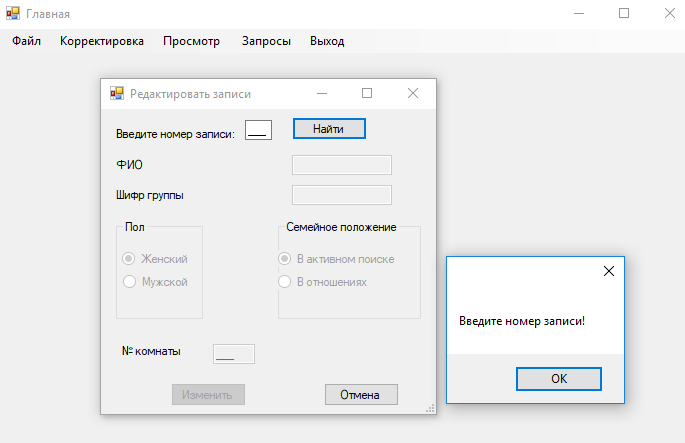 Главная
Файл Корректировка Просмотр Запросы Выход
Редактировать записи
Введите номер записи: ___ Найти
ФИО
Шифр группы
Пол Семейное положение
Женский В активном поиске
Мужской В отношениях
Введите номер записи!
№ комнаты ___
OK
Изменить Отмена